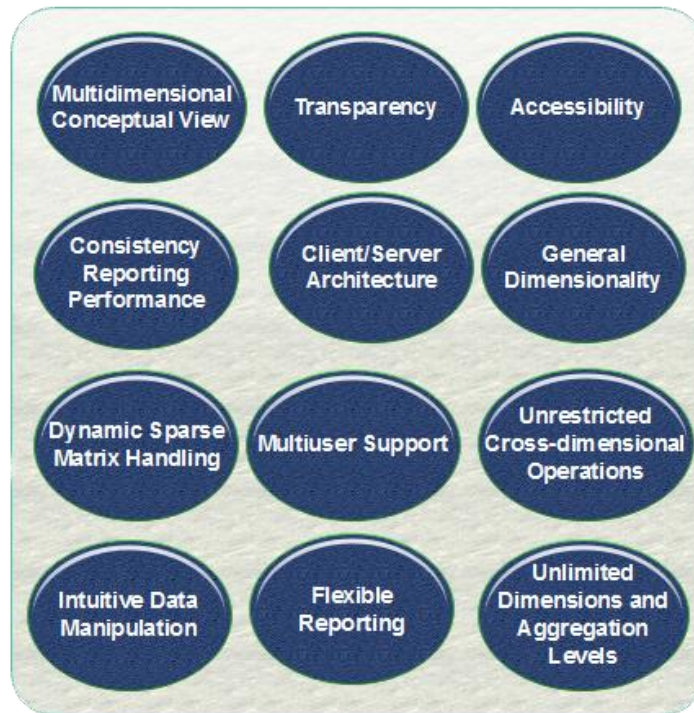 Multidimensional
Conceptual View
Transparency
Accessibility
Consistency
Reporting
Performance
Client/Server
Architecture
General
Dimensionality
Dynamic Sparse
Matrix Handling
Multiuser Support
Unrestricted
Cross-dimensional
Operations
Intuitive Data
Manipulation
Flexible
Reporting
Unlimited
Dimensions and
Aggregation
Levels